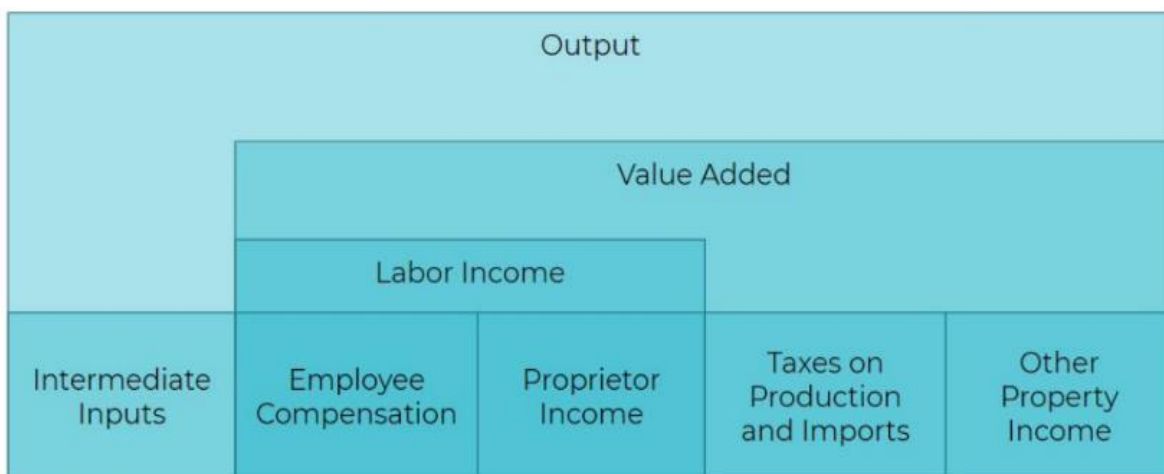 Output
Value Added
Labor Income
Intermediate
Inputs
Employee
Compensation
Proprietor
Income
Taxes on
Production
and Imports
Other
Property
Income